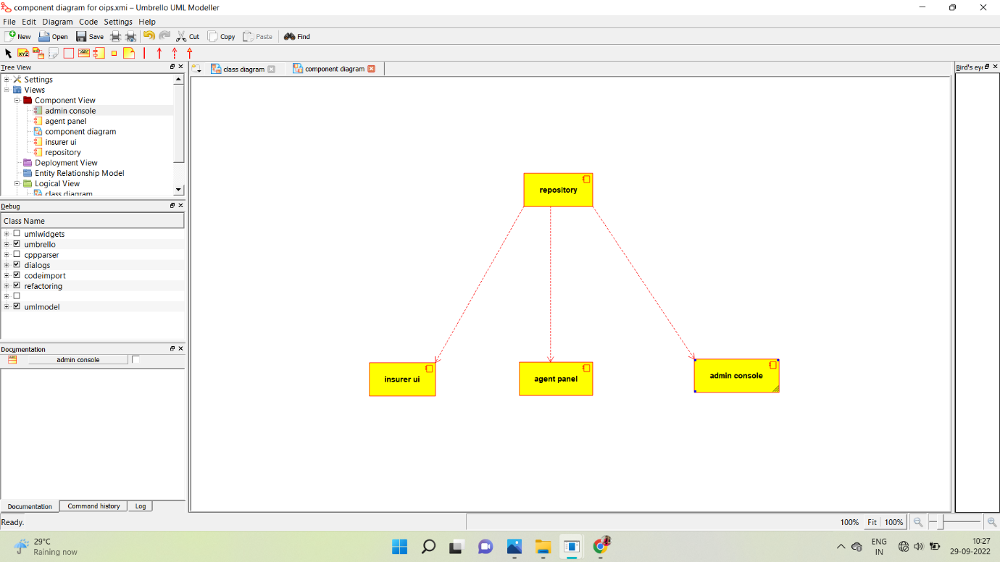 component diagram for oips.xmi – Umbrello UML Modeller
File Edit Diagram Code Settings Help
New Open Save Cut Copy Paste Find
XYZ
Tree View
class diagram
component diagram
Bird's eye
Settings
Views
Component View
admin console
agent panel
component diagram
insurer ui
repository
Deployment View
Entity Relationship Model
Logical View
class diagram
Debug
Class Name
umlwidgets
umbrello
cppparser
dialogs
codeimport
refactoring
umlmodel
Documentation
admin console
repository
insurer ui
agent panel
admin console
Documentation Command history Log
Ready.
100% Fit 100%
29°C
Raining now
ENG
IN
10:27
29-09-2022